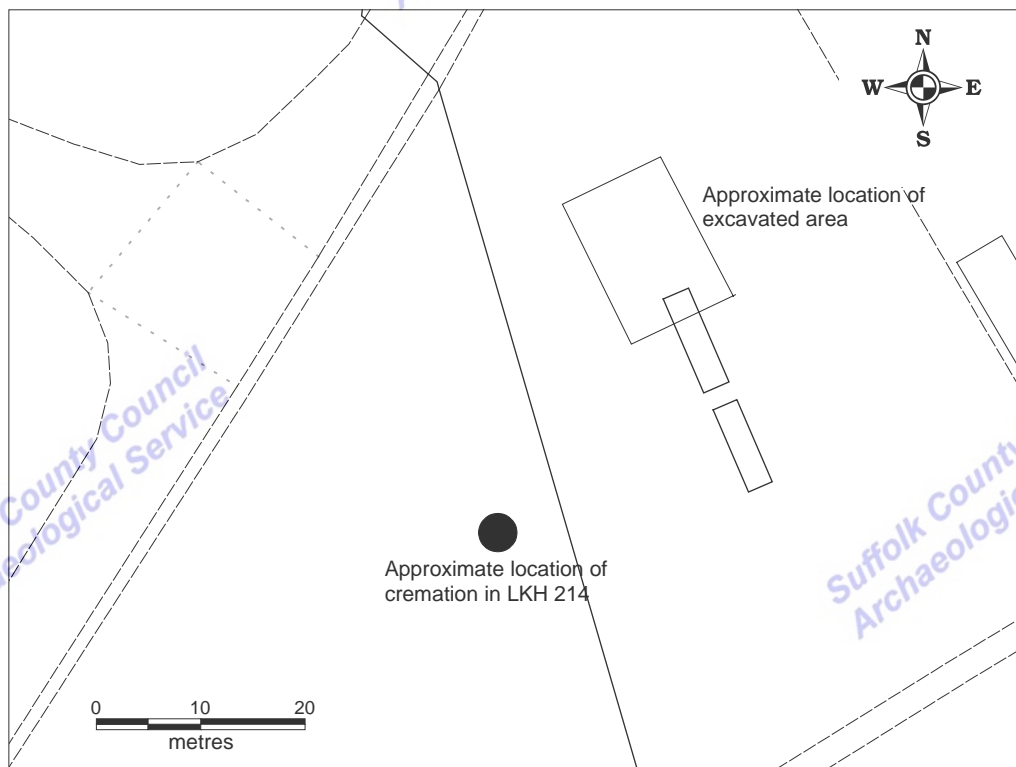 N
W E
S
Approximate location of
excavated area
County Council
Archaeological Service
Suffolk County
Approximate location of
cremation in LKH 214
0 10 20
metres